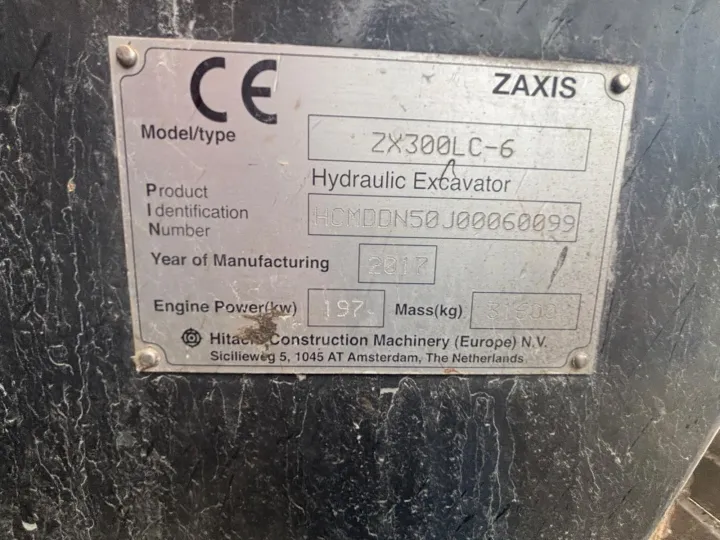 CE
ZAXIS
Model/type ZX300LC-6
Hydraulic Excavator
Product
Identification
Number
HCMDDN50J00060099
Year of Manufacturing 2017
Engine Power(kw) 197 Mass(kg)
Hitachi Construction Machinery (Europe) N.V.
Sicilieweg 5, 1045 AT Amsterdam, The Netherlands